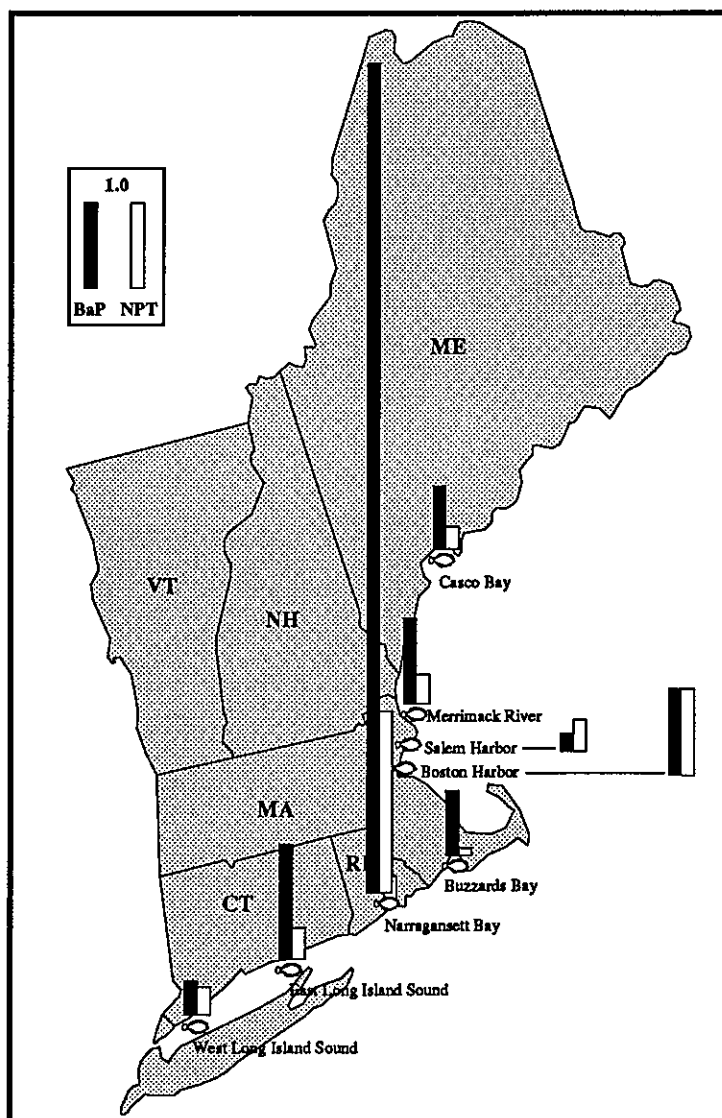 1.0
BaP NPT
ME
VT
NH
Casco Bay
Merrimack River
Salem Harbor
Boston Harbor
MA
R
Buzzards Bay
CT
Narragansett Bay
East Long Island Sound
West Long Island Sound